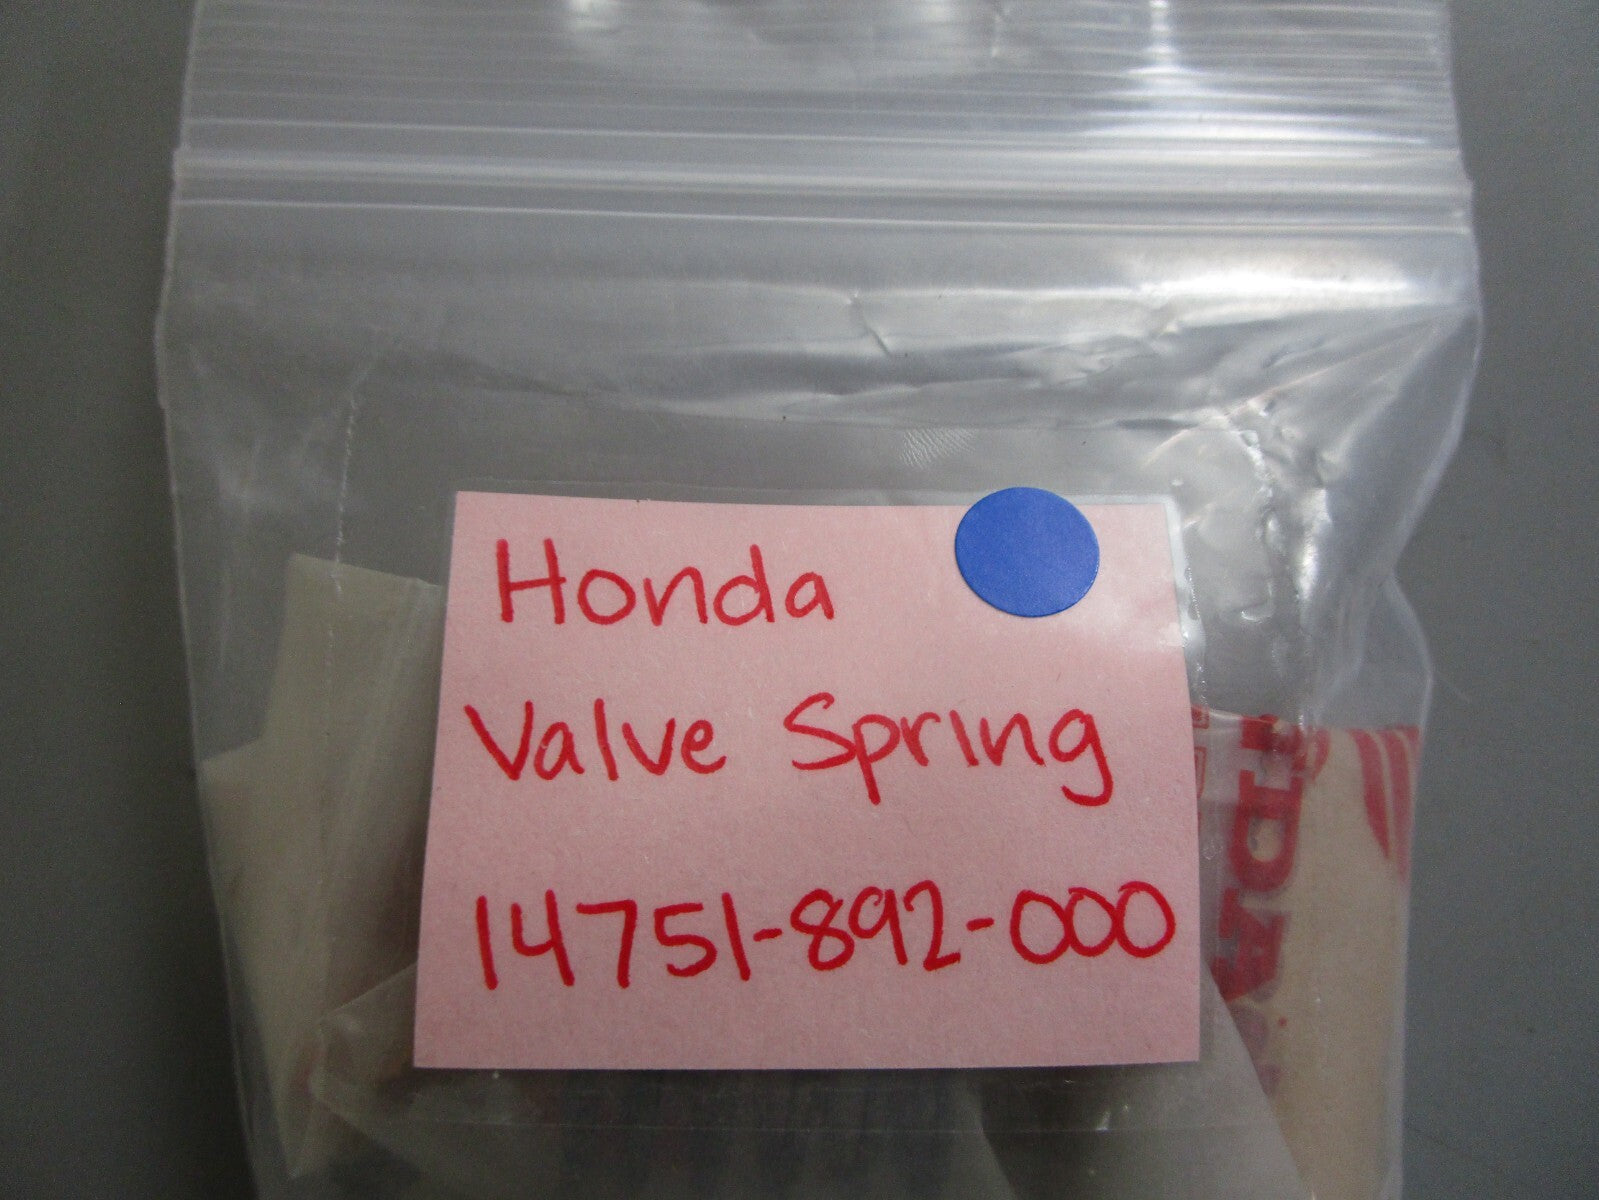 Honda
Valve Spring
14751-892-000